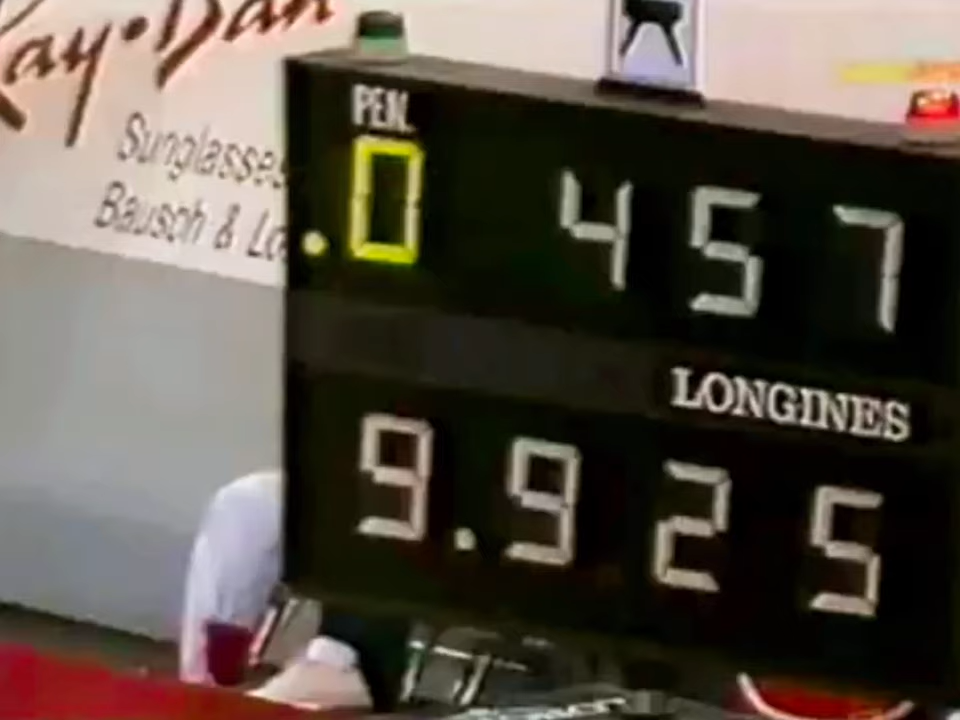 Ray•Ban
Sunglasses
Bausch & Lo
PEN.
.0 457
LONGINES
9.925